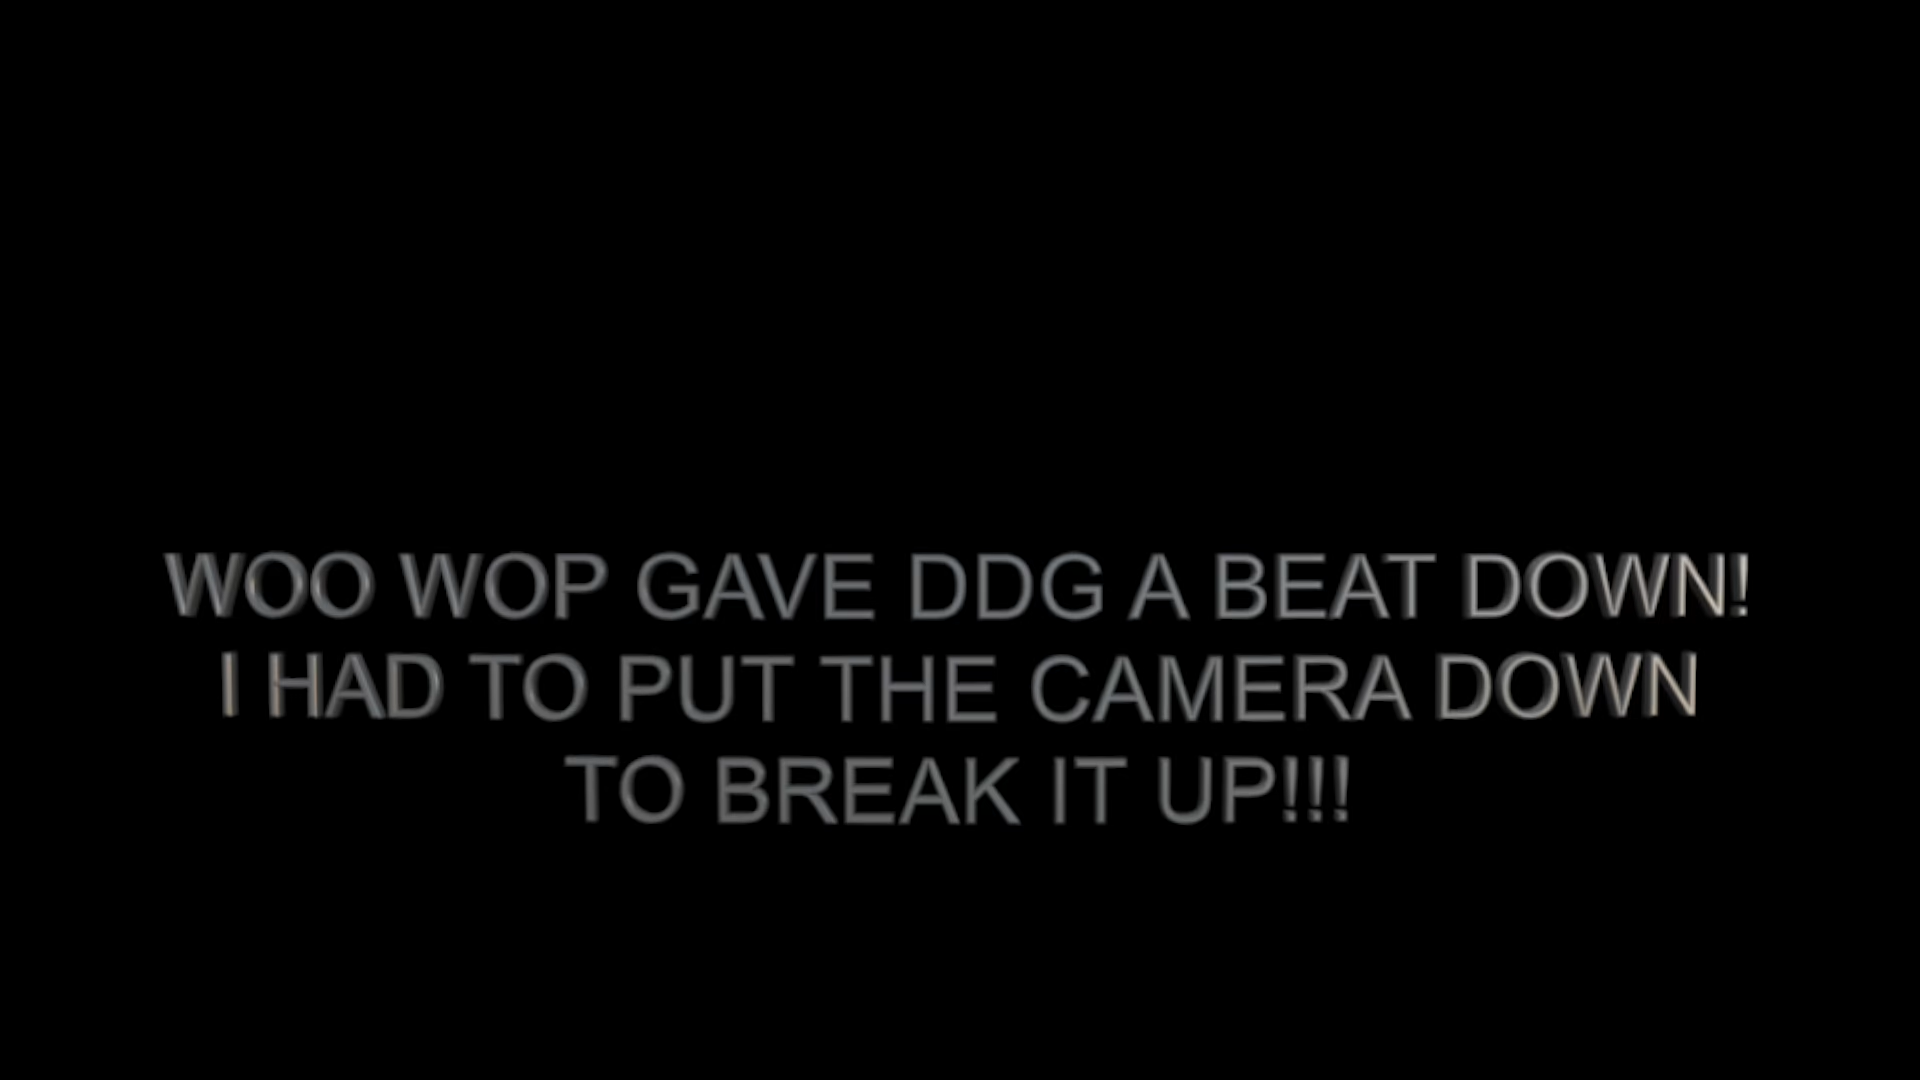 WOO WOP GAVE DDG A BEAT DOWN!
I HAD TO PUT THE CAMERA DOWN
TO BREAK IT UP!!!